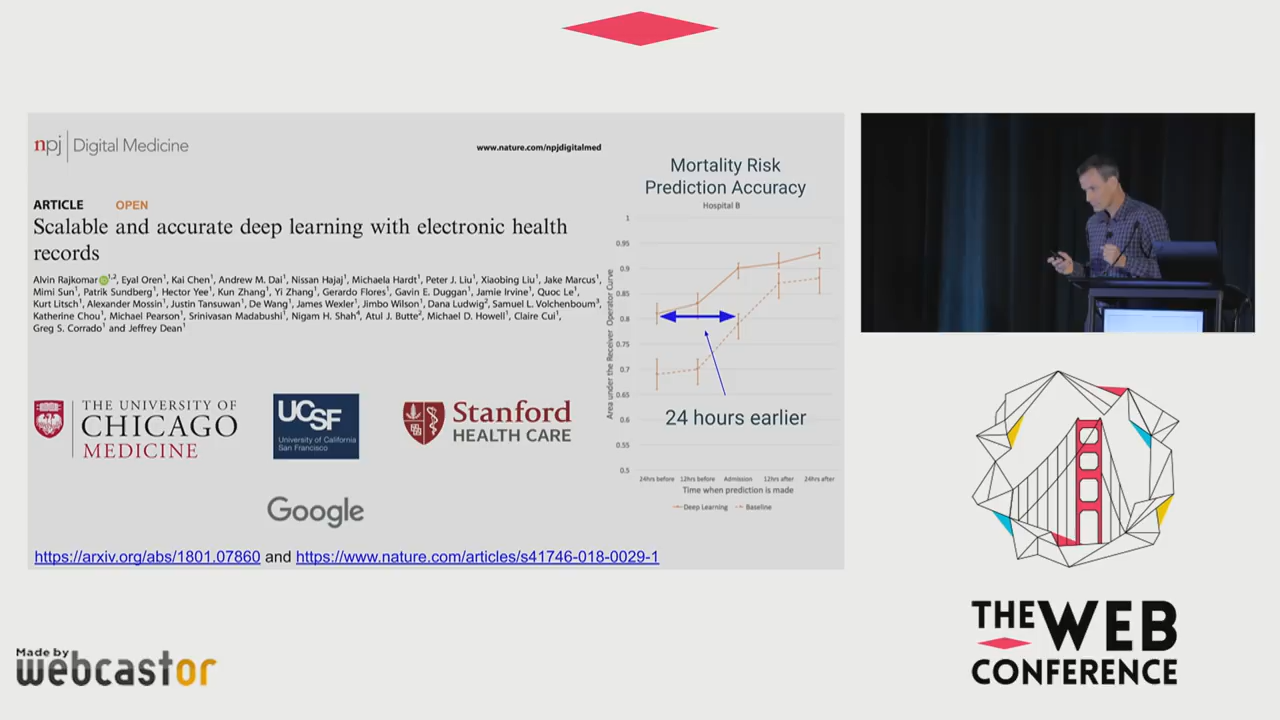 npj Digital Medicine
www.nature.com/npjdigitalmed
ARTICLE OPEN
Scalable and accurate deep learning with electronic health
records
Alvin Rajkomar 1,2, Eyal Oren1, Kai Chen1, Andrew M. Dai1, Nissan Hajaj1, Michaela Hardt1, Peter J. Liu1, Xiaobing Liu1, Jake Marcus1,
Mimi Sun1, Patrik Sundberg1, Hector Yee1, Kun Zhang1, Yi Zhang1, Gerardo Flores1, Gavin E. Duggan1, Jamie Irvine1, Quoc Le1,
Kurt Litsch1, Alexander Mossin1, Justin Tansuwan1, De Wang1, James Wexler1, Jimbo Wilson1, Dana Ludwig2, Samuel L. Volchenboum3,
Katherine Chou1, Michael Pearson1, Srinivasan Madabushi1, Nigam H. Shah4, Atul J. Butte2, Michael D. Howell1, Claire Cui1,
Greg S. Corrado1 and Jeffrey Dean1
THE UNIVERSITY OF
CHICAGO
MEDICINE
UCSF
University of California
San Francisco
Stanford
HEALTH CARE
Google
https://arxiv.org/abs/1801.07860 and https://www.nature.com/articles/s41746-018-0029-1
Mortality Risk
Prediction Accuracy
Hospital B
Area under the Receiver Operator Curve
1
0.95
0.9
0.85
0.8
0.75
0.7
0.65
0.6
0.55
0.5
24 hours earlier
24hrs before 12hrs before Admission 12hrs after 24hrs after
Time when prediction is made
Deep Learning Baseline
THE WEB
CONFERENCE
Made by
webcastor